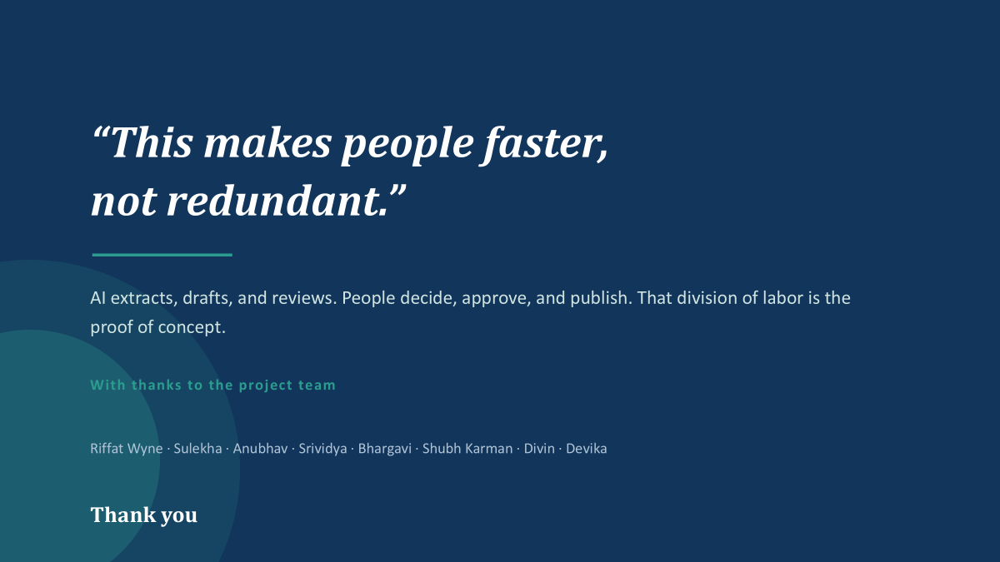 “This makes people faster,
not redundant.”
AI extracts, drafts, and reviews. People decide, approve, and publish. That division of labor is the
proof of concept.
With thanks to the project team
Riffat Wyne · Sulekha · Anubhav · Srividya · Bhargavi · Shubh Karman · Divin · Devika
Thank you